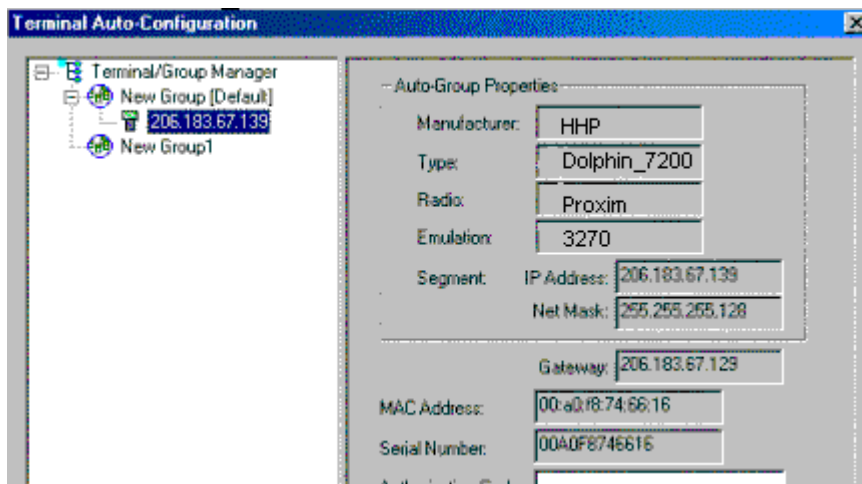 Terminal Auto-Configuration
Terminal/Group Manager
New Group [Default]
206.183.67.139
New Group1
Auto-Group Properties
Manufacturer: HHP
Type: Dolphin_7200
Radio: Proxim
Emulation: 3270
Segment: IP Address: 206.183.67.139
Net Mask: 255.255.255.128
Gateway: 206.183.67.129
MAC Address: 00:a0:f8:74:66:16
Serial Number: 00A0F8746616